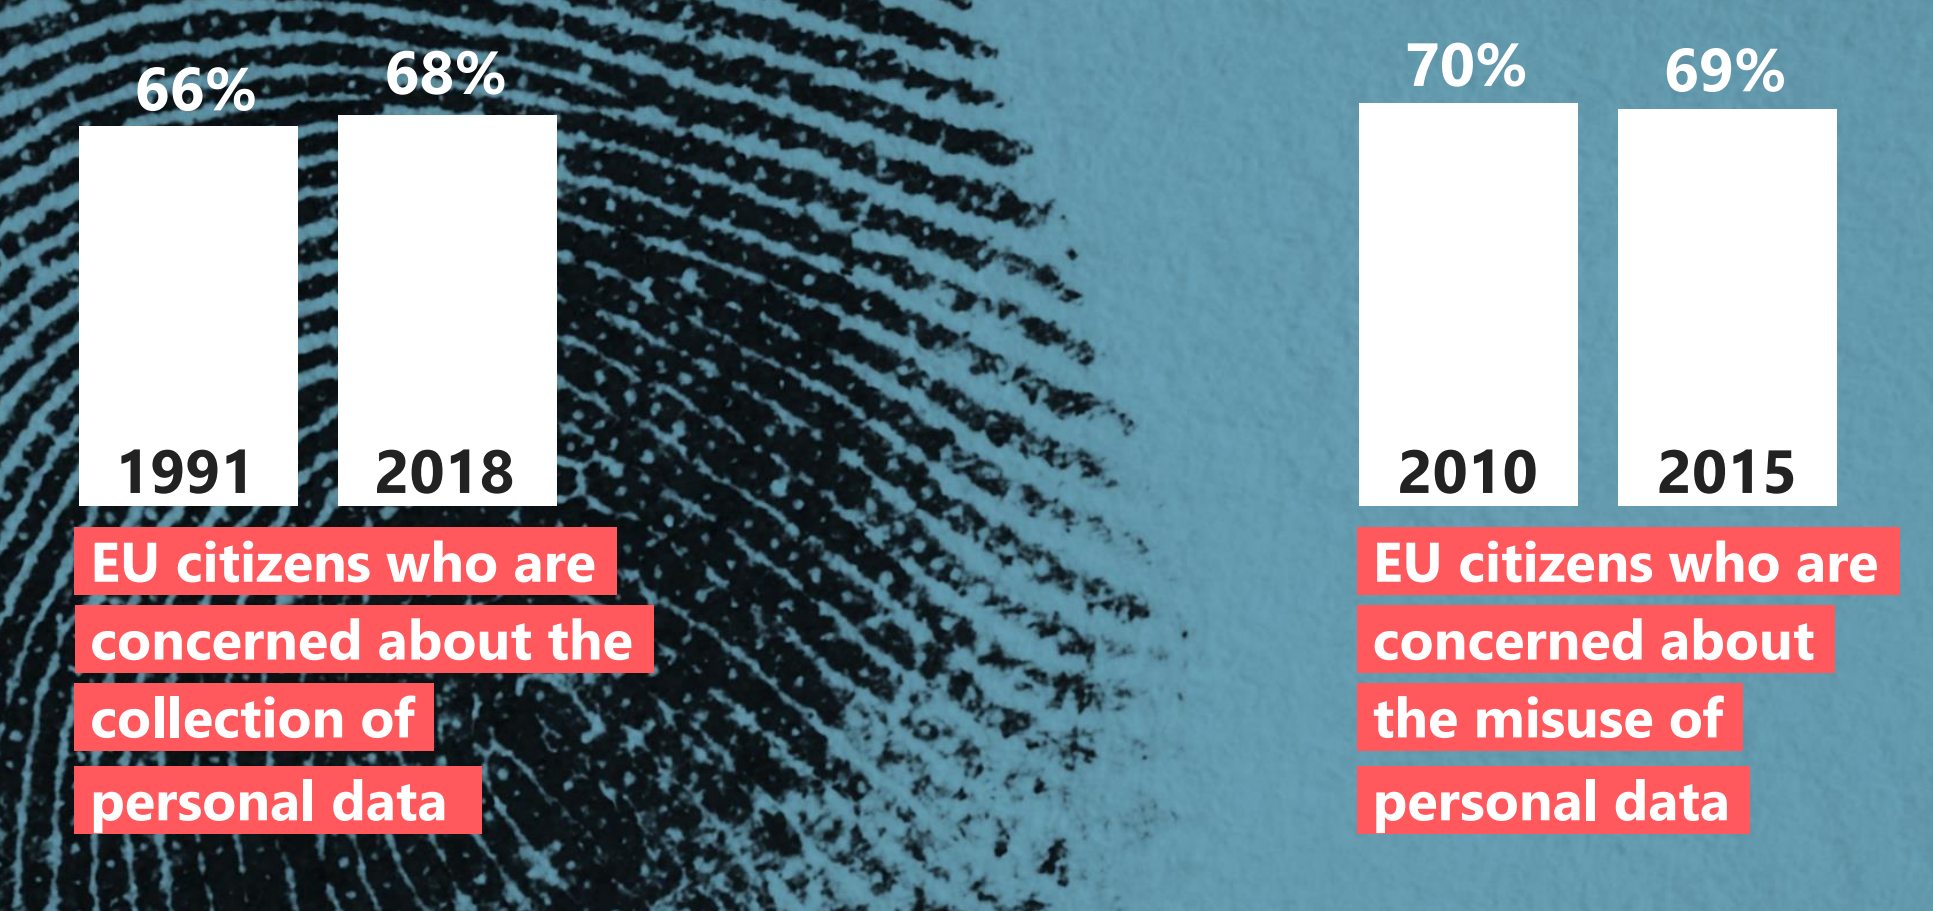 66%
68%
1991
2018
EU citizens who are
concerned about the
collection of
personal data
70%
69%
2010
2015
EU citizens who are
concerned about
the misuse of
personal data